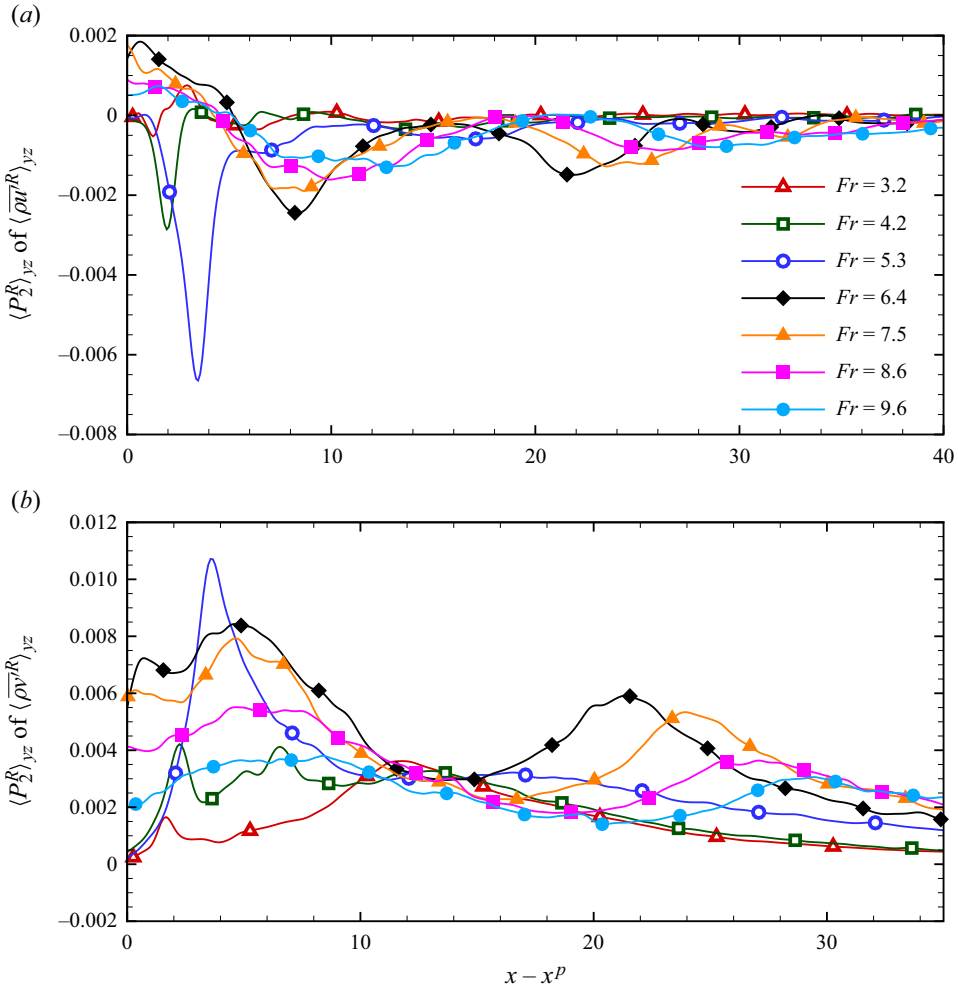 (a)
0.002
0
−0.002
−0.004
−0.006
−0.008
⟨P₂ᴿ⟩yz of ⟨ρu′ᴿ⟩yz
Fr = 3.2
Fr = 4.2
Fr = 5.3
Fr = 6.4
Fr = 7.5
Fr = 8.6
Fr = 9.6
0 10 20 30 40
(b)
0.012
0.010
0.008
0.006
0.004
0.002
0
−0.002
⟨P₂ᴿ⟩yz of ⟨ρv′ᴿ⟩yz
0 10 20 30
x – xᵖ